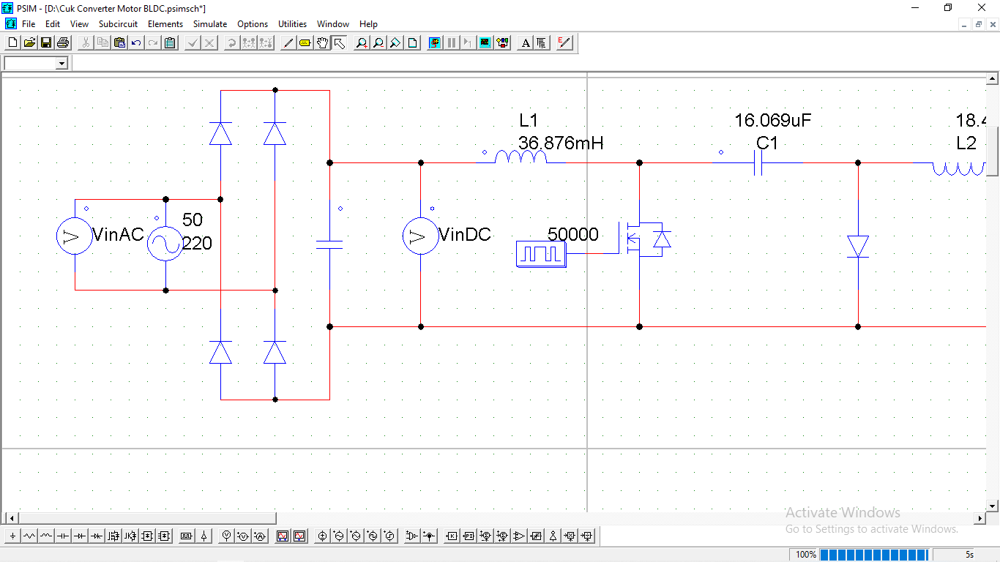 PSIM - [D:\Cuk Converter Motor BLDC.psimsch*]
File Edit View Subcircuit Elements Simulate Options Utilities Window Help
L1
36.876mH
16.069uF
C1
18.4
L2
VinAC
50
220
VinDC
50000
Activate Windows
Go to Settings to activate Windows.
100%
5s